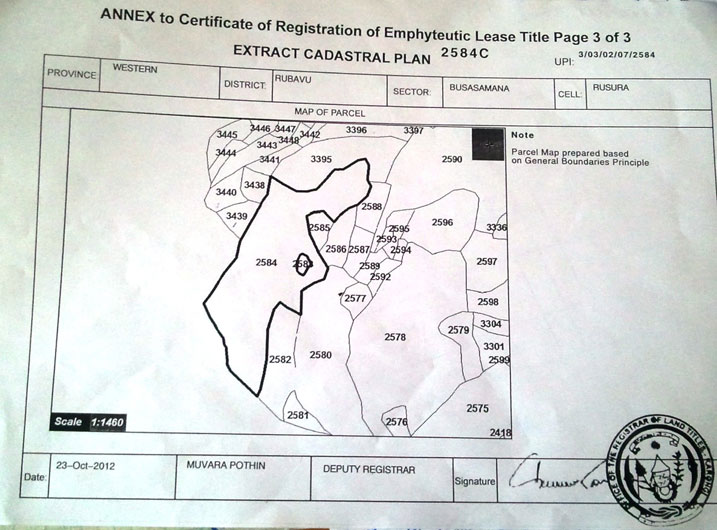 ANNEX to Certificate of Registration of Emphyteutic Lease Title Page 3 of 3
EXTRACT CADASTRAL PLAN 2584C
UPI: 3/03/02/07/2584
PROVINCE: WESTERN
DISTRICT: RUBAVU
SECTOR: BUSASAMANA
CELL: RUSURA
MAP OF PARCEL
Note
Parcel Map prepared based
on General Boundaries Principle
3445
3446
3447
3442
3396
3397
3448
3443
3444
3441
3395
2590
3438
3440
3439
2588
2585
2595
2596
3336
2593
2586
2587
2594
2584
2583
2589
2592
2597
2577
2598
2578
2579
3304
3301
2599
2582
2580
2581
2576
2575
2418
Scale 1:1460
Date: 23-Oct-2012
MUVARA POTHIN
DEPUTY REGISTRAR
Signature
OFFICE OF THE REGISTRAR OF LAND TITLES